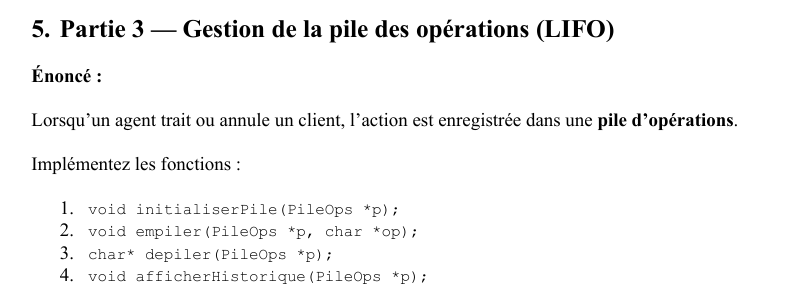 5. Partie 3 — Gestion de la pile des opérations (LIFO)
Énoncé :
Lorsqu’un agent trait ou annule un client, l’action est enregistrée dans une pile d’opérations.
Implémentez les fonctions :
1. void initialiserPile(PileOps *p);
2. void empiler(PileOps *p, char *op);
3. char* depiler(PileOps *p);
4. void afficherHistorique(PileOps *p);